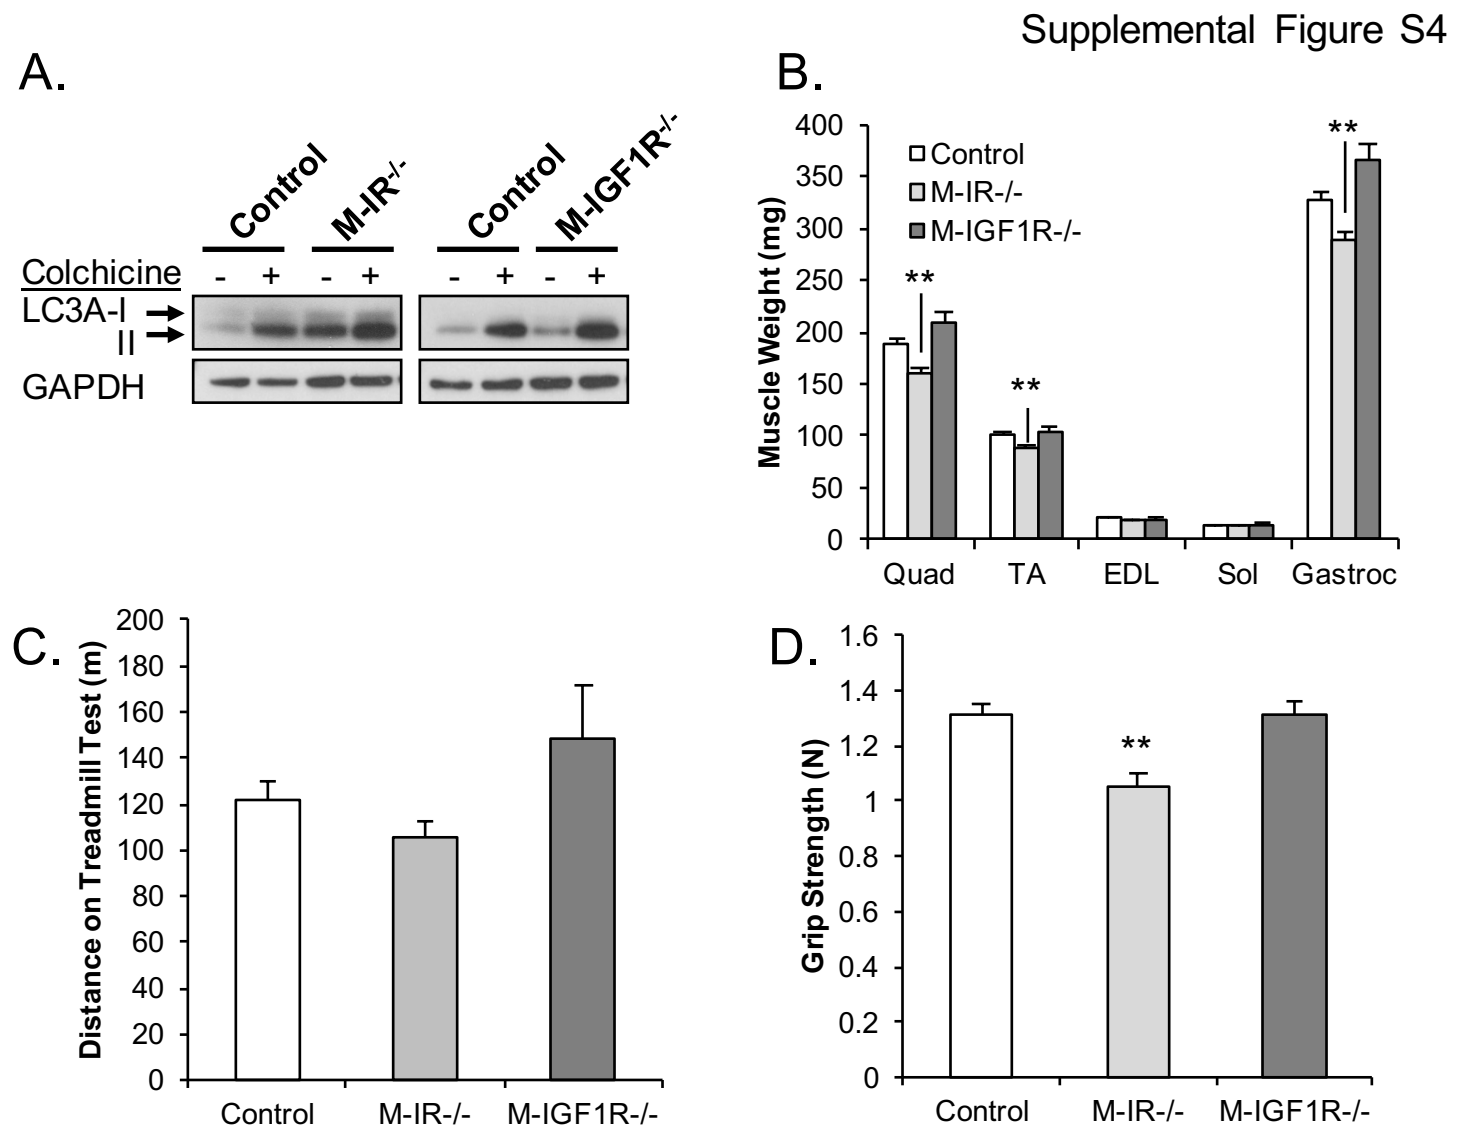 Supplemental Figure S4
A.
Control M-IR-/- Control M-IGF1R-/-
Colchicine - + - + - + - +
LC3A-I
II
GAPDH
B.
Muscle Weight (mg)
400
350
300
250
200
150
100
50
0
Control
M-IR-/-
M-IGF1R-/-
**
**
**
Quad TA EDL Sol Gastroc
C.
Distance on Treadmill Test (m)
200
180
160
140
120
100
80
60
40
20
0
Control M-IR-/- M-IGF1R-/-
D.
Grip Strength (N)
1.6
1.4
1.2
1
0.8
0.6
0.4
0.2
0
**
Control M-IR-/- M-IGF1R-/-